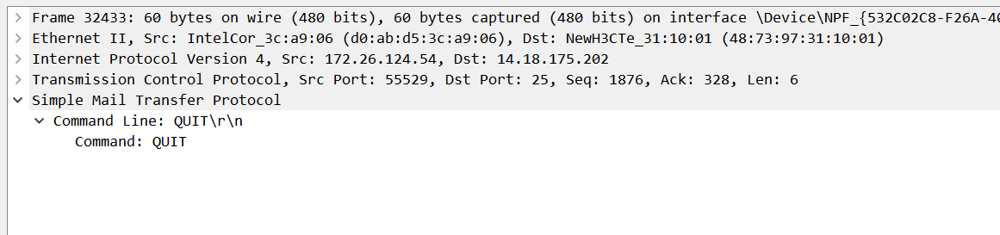 Frame 32433: 60 bytes on wire (480 bits), 60 bytes captured (480 bits) on interface \Device\NPF_{532C02C8-F26A-40
Ethernet II, Src: IntelCor_3c:a9:06 (d0:ab:d5:3c:a9:06), Dst: NewH3CTe_31:10:01 (48:73:97:31:10:01)
Internet Protocol Version 4, Src: 172.26.124.54, Dst: 14.18.175.202
Transmission Control Protocol, Src Port: 55529, Dst Port: 25, Seq: 1876, Ack: 328, Len: 6
Simple Mail Transfer Protocol
Command Line: QUIT\r\n
Command: QUIT